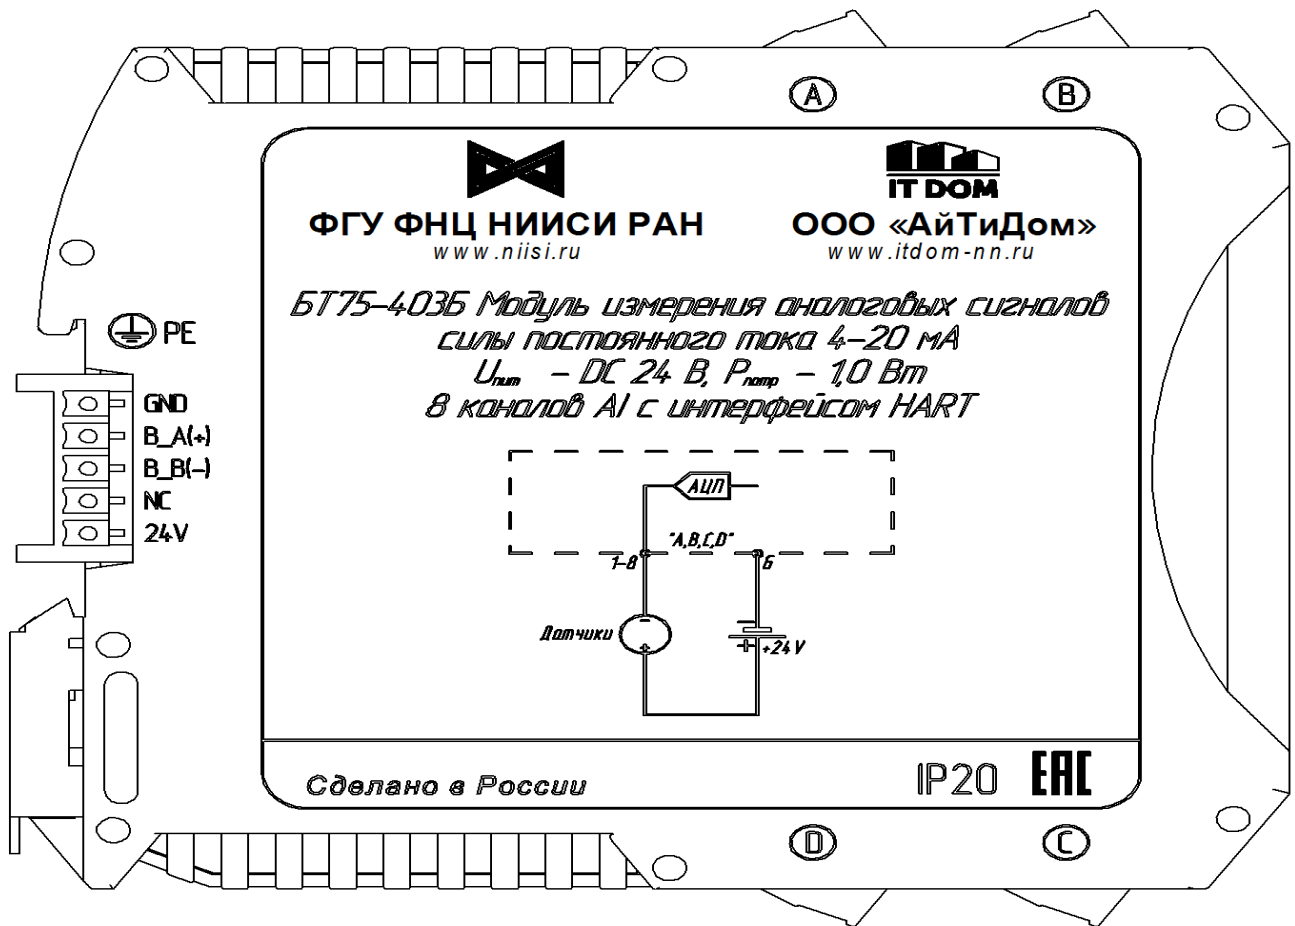 A B
IT DOM
ФГУ ФНЦ НИИСИ РАН
www.niisi.ru
ООО «АйТиДом»
www.itdom-nn.ru
БТ75-403Б Модуль измерения аналоговых сигналов
силы постоянного тока 4-20 мА
Uпит - DC 24 В, Pпотр - 1,0 Вт
8 каналов AI с интерфейсом HART
PE
GND
B_A(+)
B_B(-)
NC
24V
АЦП
"A,B,C,D"
1-8 Б
-
-
Датчики
+
+ +24V
Сделано в России
IP20 EAC
D C